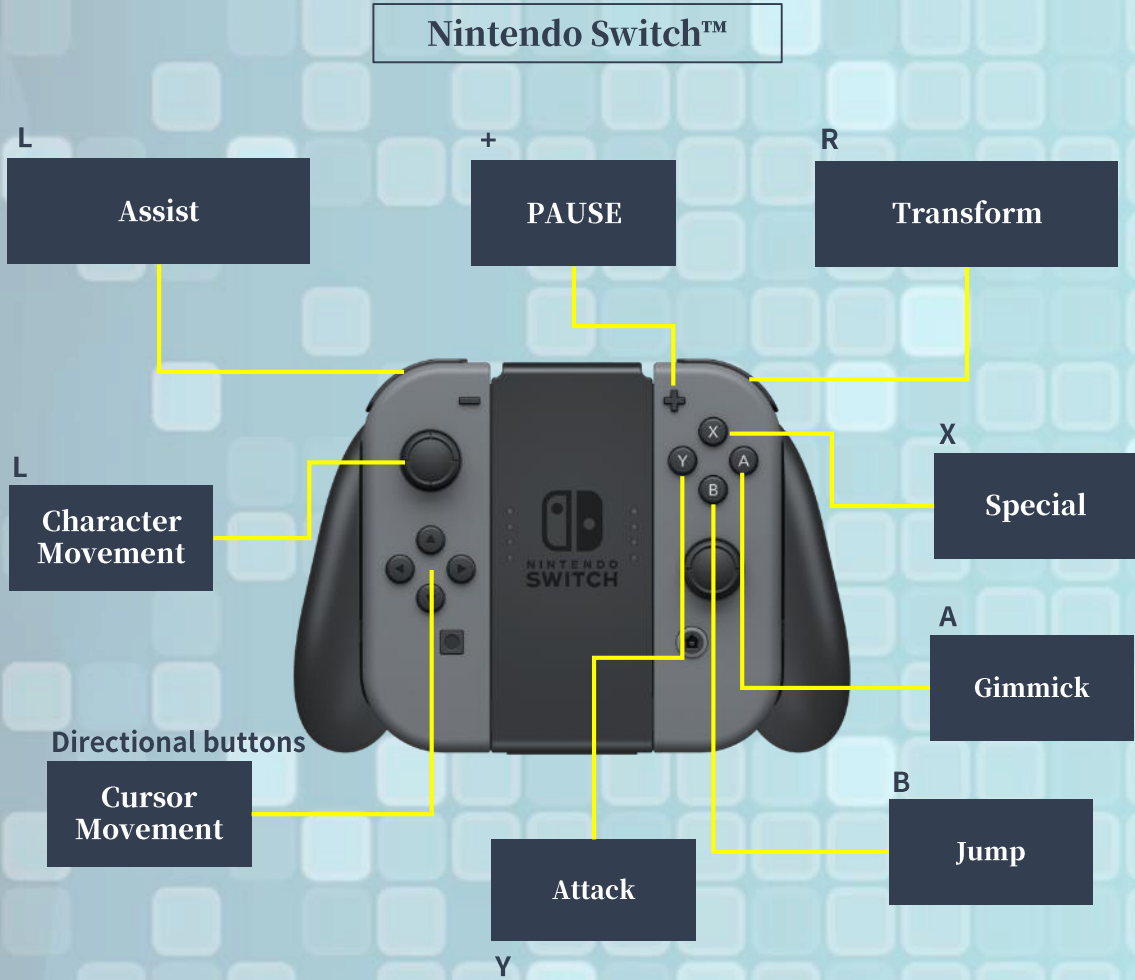 Nintendo Switch™
L
+
R
Assist
PAUSE
Transform
X
Y
A
B
X
Special
L
Character
Movement
NINTENDO
SWITCH
A
Gimmick
Directional buttons
Cursor
Movement
B
Jump
Attack
Y